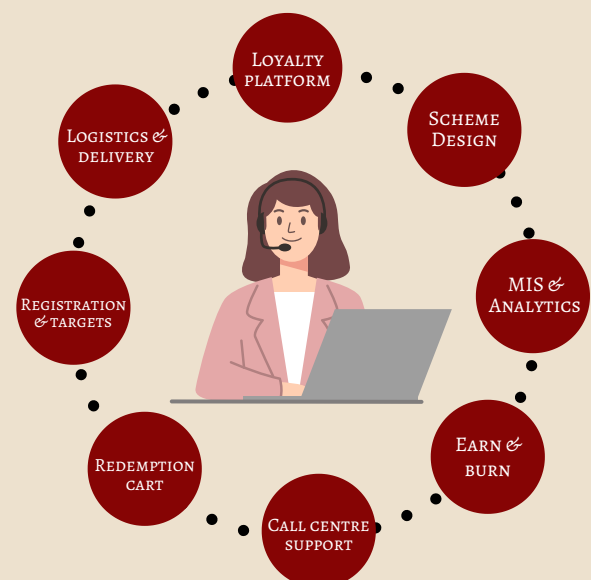 Loyalty
platform
Scheme
Design
MIS &
Analytics
Earn &
burn
Call centre
support
Redemption
cart
Registration
& targets
Logistics &
delivery